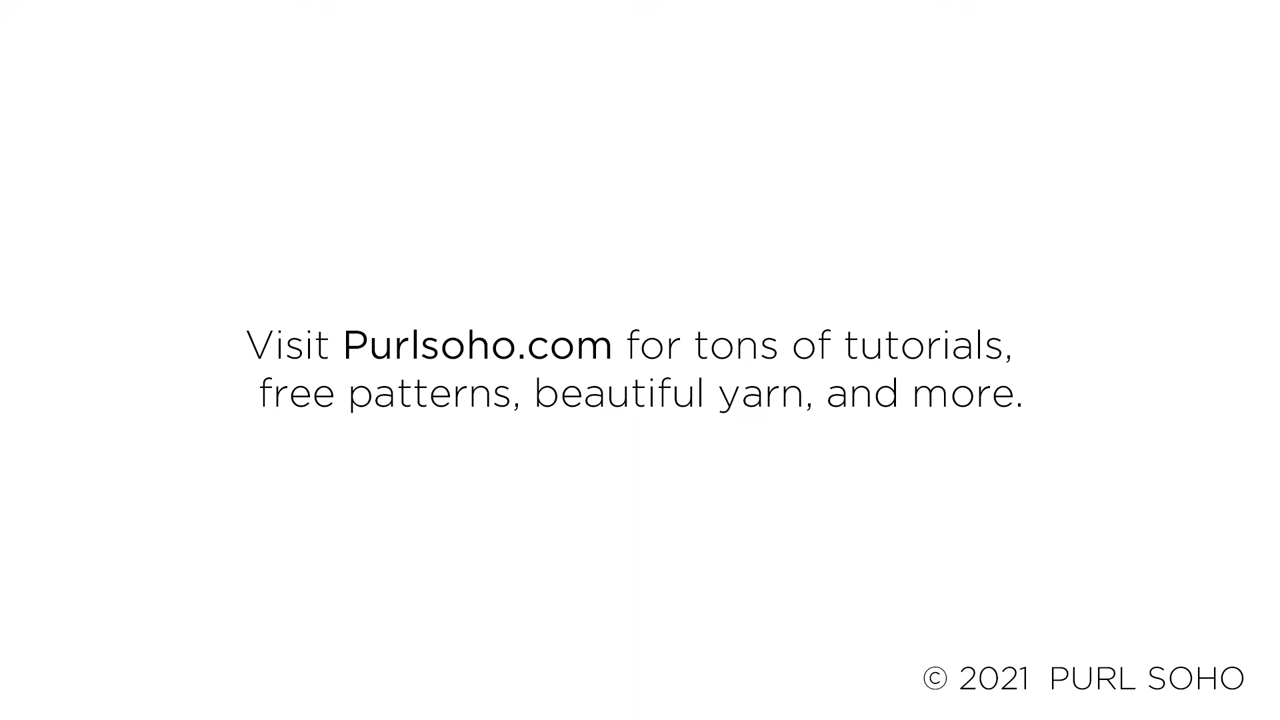 Visit Purlsoho.com for tons of tutorials,
free patterns, beautiful yarn, and more.
© 2021 PURL SOHO